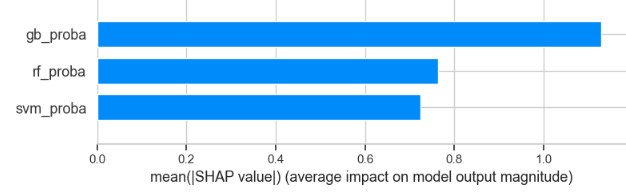 gb_proba
rf_proba
svm_proba
0.0 0.2 0.4 0.6 0.8 1.0
mean(|SHAP value|) (average impact on model output magnitude)